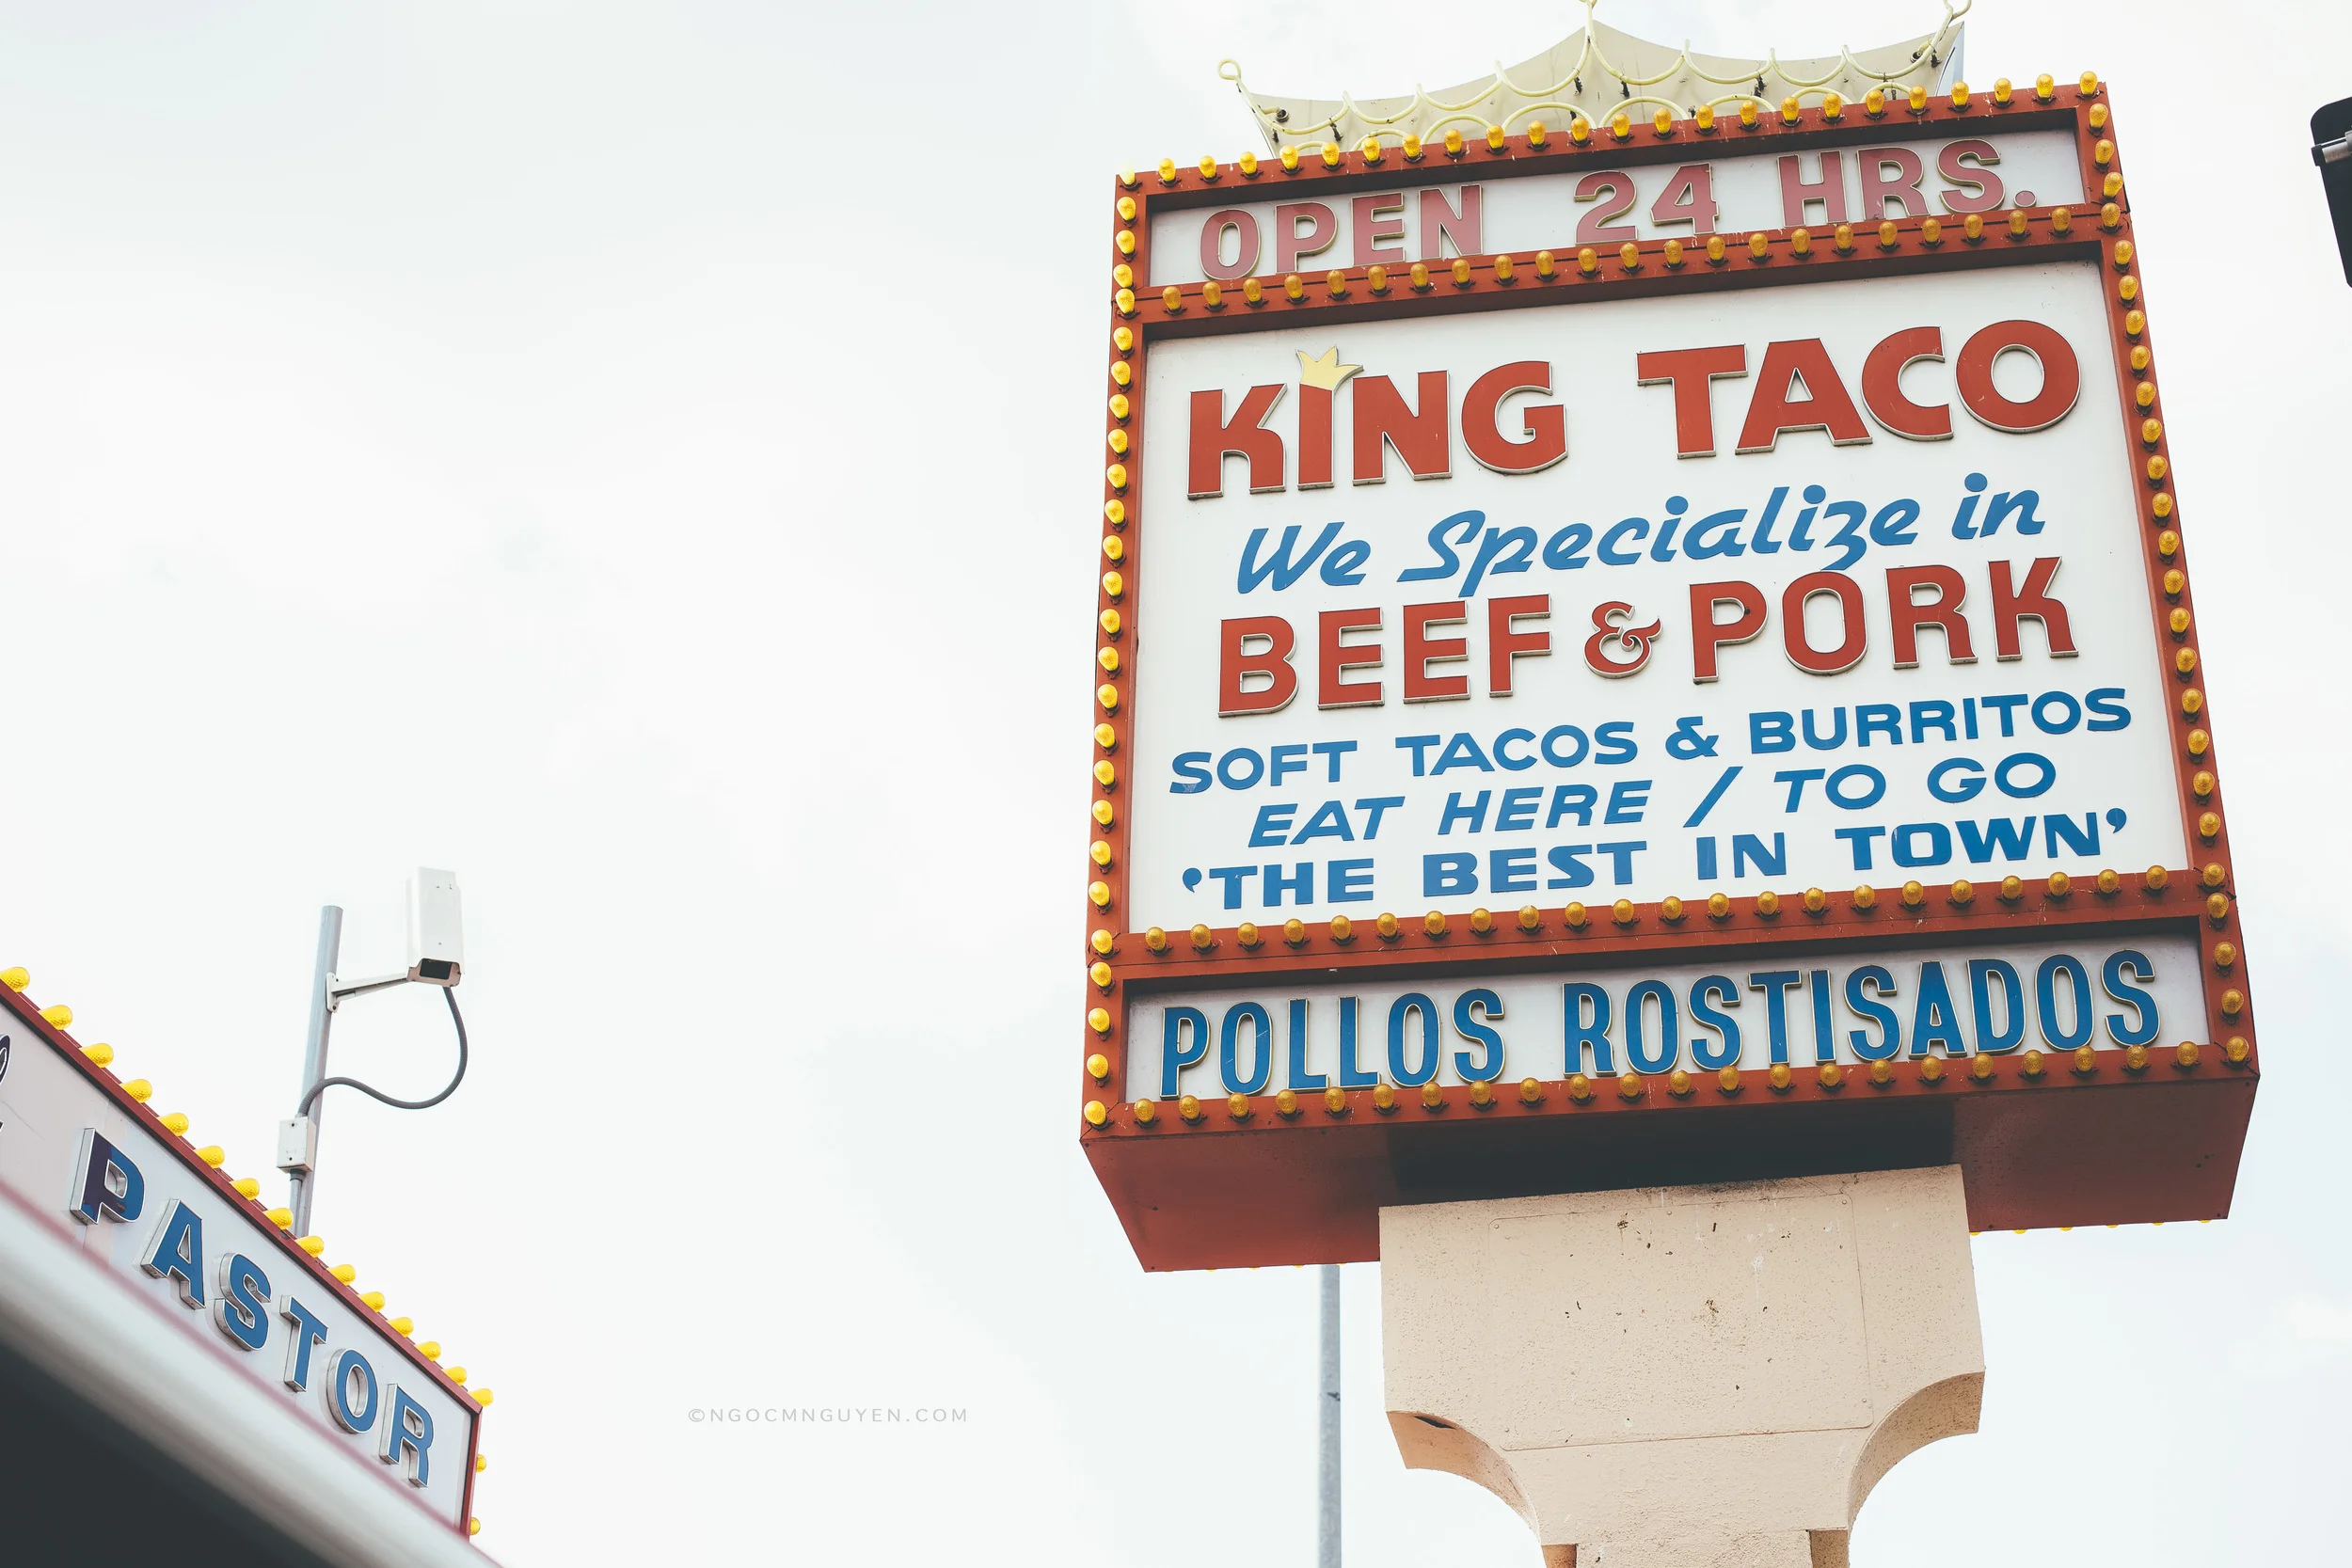 OPEN 24 HRS.
KING TACO
We Specialize in
BEEF & PORK
SOFT TACOS & BURRITOS
EAT HERE / TO GO
'THE BEST IN TOWN'
POLLOS ROSTISADOS
PASTOR
©NGOCMNGUYEN.COM